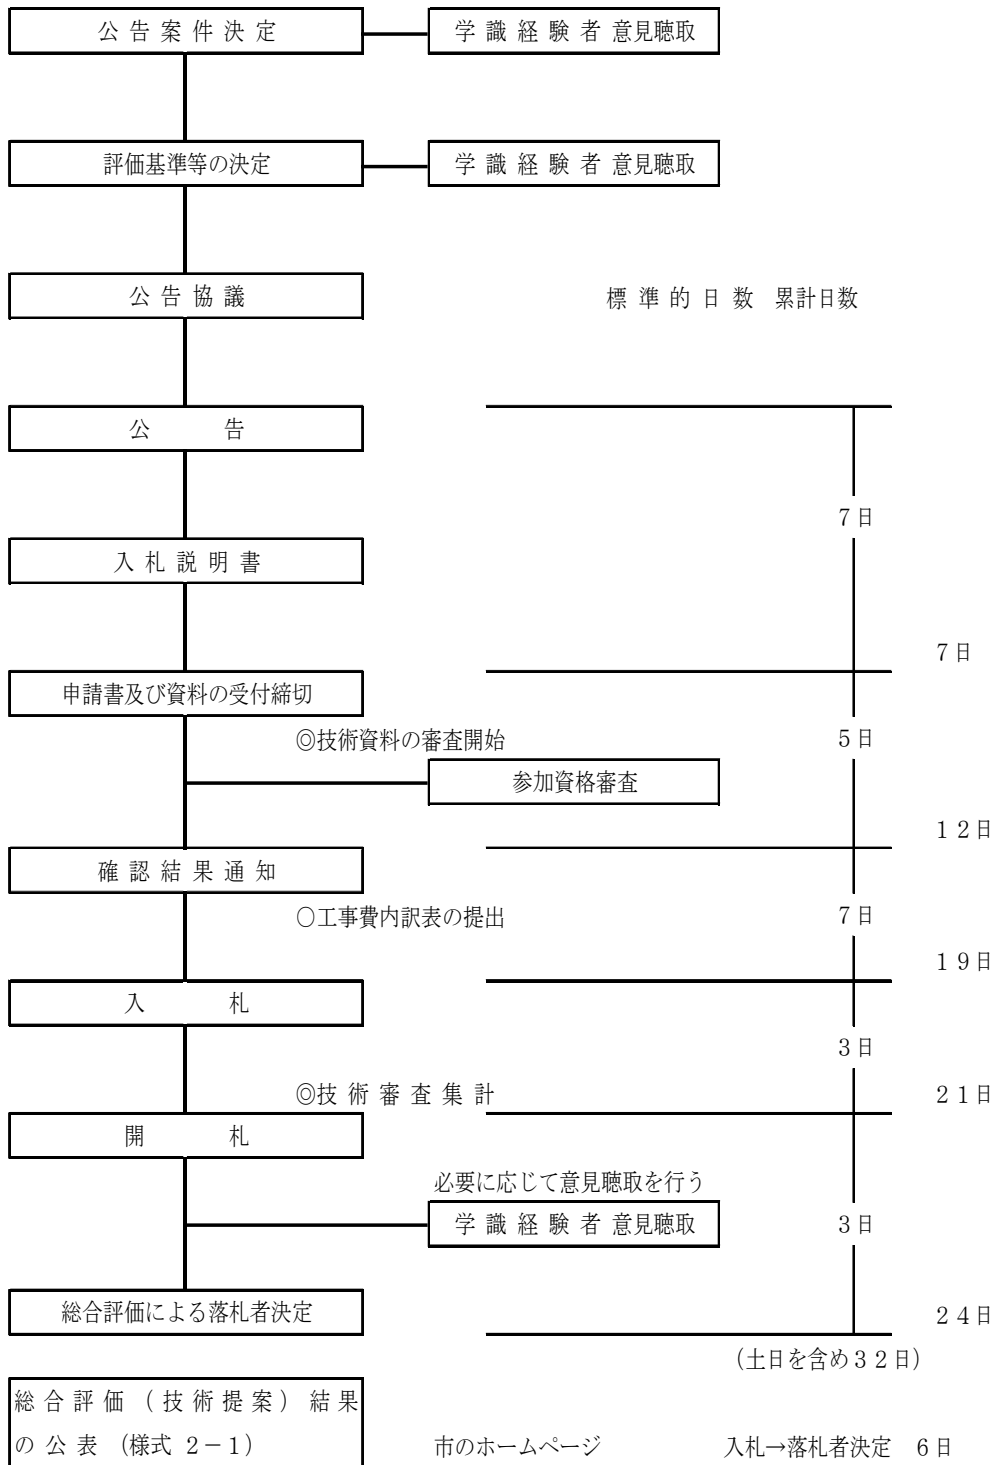 公告案件決定 学識経験者 意見聴取
評価基準等の決定 学識経験者 意見聴取
公告協議 標準的日数 累計日数
公 告
7日
入札説明書
7日
申請書及び資料の受付締切
◎技術資料の審査開始 5日
参加資格審査
12日
確認結果通知
○工事費内訳表の提出 7日
19日
入 札
3日
◎技術審査集計 21日
開 札
必要に応じて意見聴取を行う
学識経験者 意見聴取 3日
総合評価による落札者決定 24日
(土日を含め32日)
総合評価(技術提案)結果
の公表 (様式 2-1) 市のホームページ 入札→落札者決定 6日